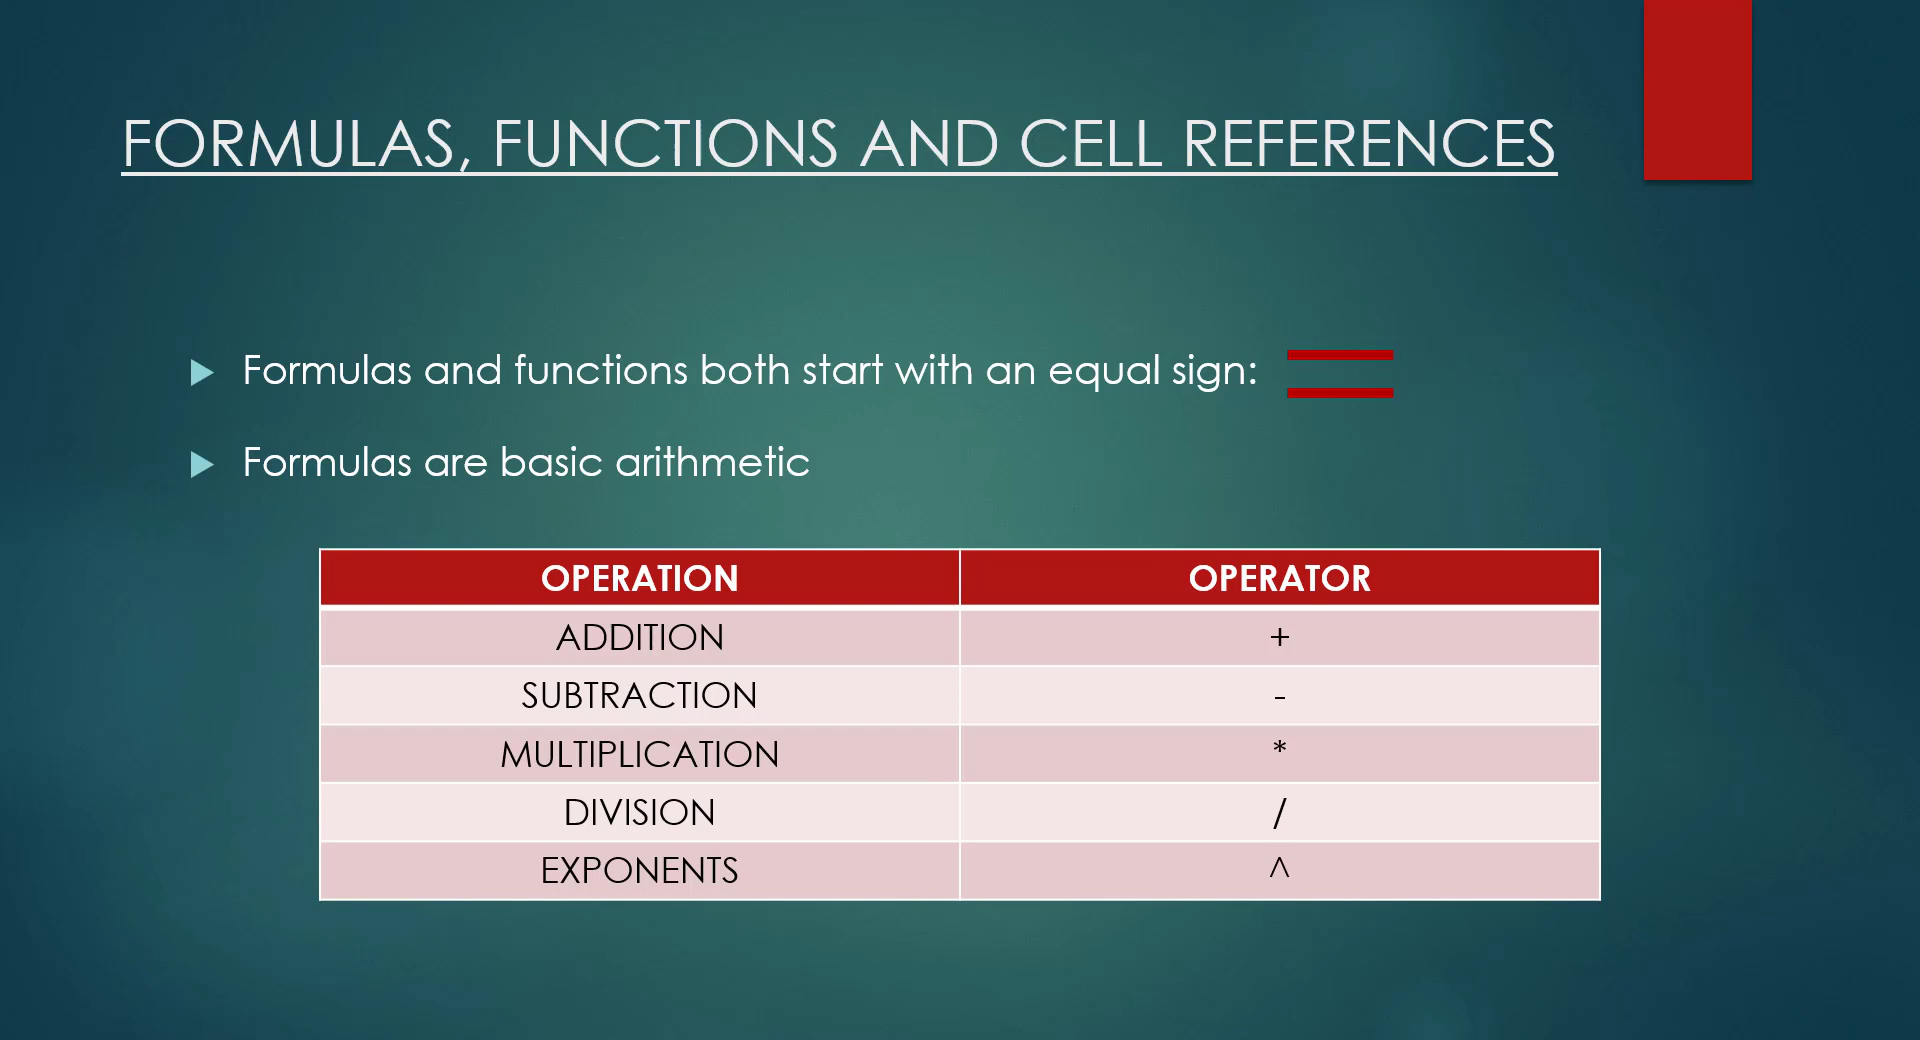 FORMULAS, FUNCTIONS AND CELL REFERENCES
Formulas and functions both start with an equal sign: =
Formulas are basic arithmetic
OPERATION OPERATOR
ADDITION +
SUBTRACTION -
MULTIPLICATION *
DIVISION /
EXPONENTS ^